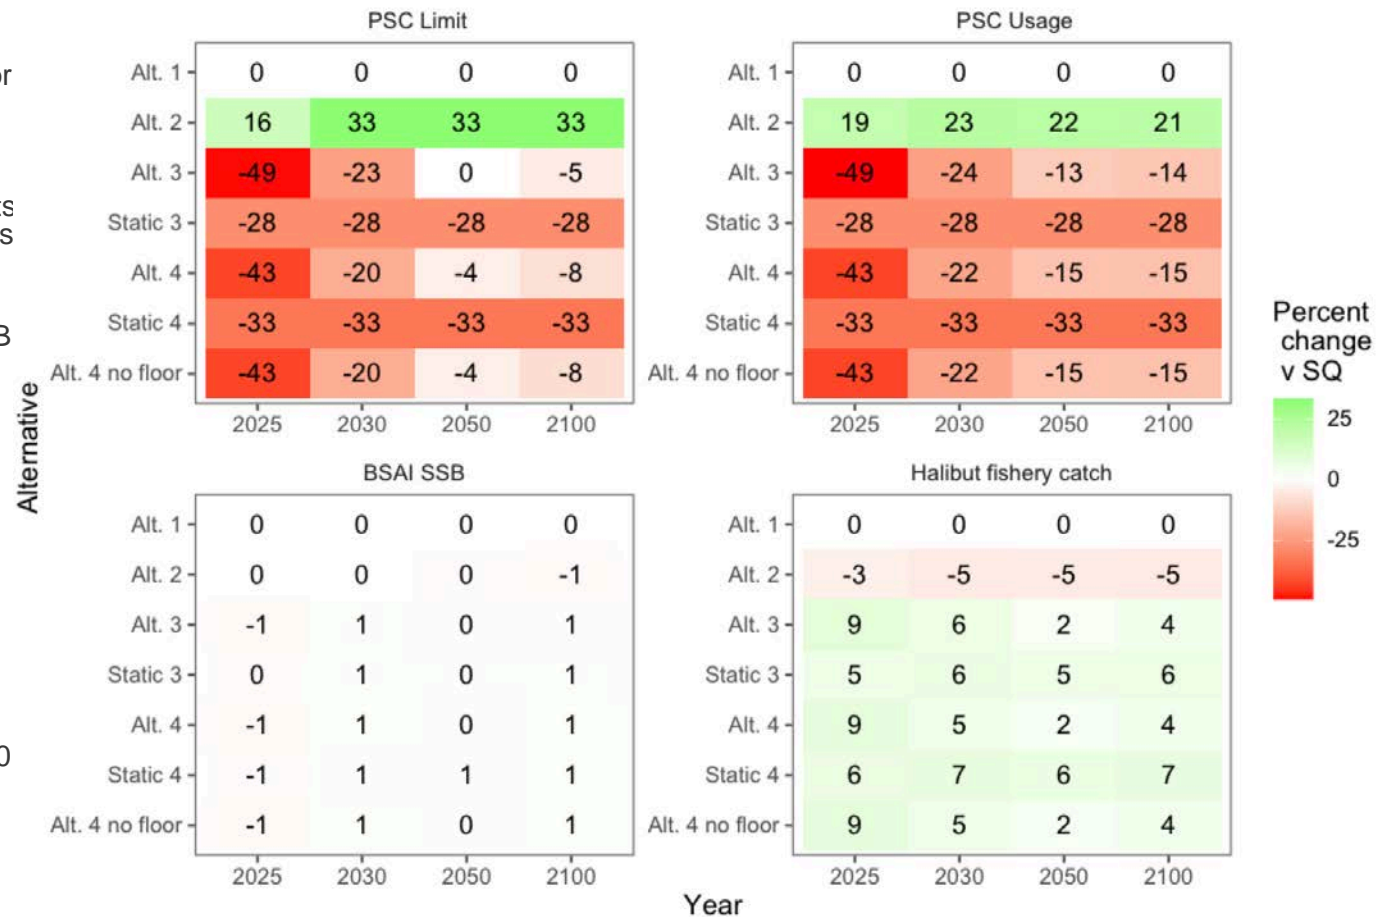 PSC Limit
Alt. 1 0 0 0 0
Alt. 2 16 33 33 33
Alt. 3 -49 -23 0 -5
Static 3 -28 -28 -28 -28
Alt. 4 -43 -20 -4 -8
Static 4 -33 -33 -33 -33
Alt. 4 no floor -43 -20 -4 -8
2025 2030 2050 2100
PSC Usage
Alt. 1 0 0 0 0
Alt. 2 19 23 22 21
Alt. 3 -49 -24 -13 -14
Static 3 -28 -28 -28 -28
Alt. 4 -43 -22 -15 -15
Static 4 -33 -33 -33 -33
Alt. 4 no floor -43 -22 -15 -15
2025 2030 2050 2100
BSAI SSB
Alt. 1 0 0 0 0
Alt. 2 0 0 0 -1
Alt. 3 -1 1 0 1
Static 3 0 1 0 1
Alt. 4 -1 1 0 1
Static 4 -1 1 1 1
Alt. 4 no floor -1 1 0 1
2025 2030 2050 2100
Halibut fishery catch
Alt. 1 0 0 0 0
Alt. 2 -3 -5 -5 -5
Alt. 3 9 6 2 4
Static 3 5 6 5 6
Alt. 4 9 5 2 4
Static 4 6 7 6 7
Alt. 4 no floor 9 5 2 4
2025 2030 2050 2100
Alternative
Year
Percent
change
v SQ
25
0
-25